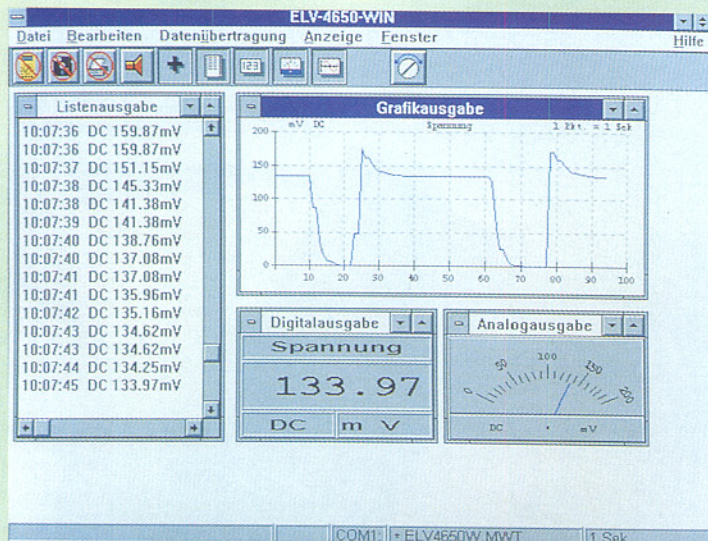 ELV-4650-WIN
Datei Bearbeiten Datenübertragung Anzeige Fenster Hilfe
123
Listenausgabe
10:07:36 DC 159.87mV
10:07:36 DC 159.87mV
10:07:37 DC 151.15mV
10:07:38 DC 145.33mV
10:07:38 DC 141.38mV
10:07:39 DC 141.38mV
10:07:40 DC 138.76mV
10:07:40 DC 137.08mV
10:07:41 DC 137.08mV
10:07:41 DC 135.96mV
10:07:42 DC 135.16mV
10:07:43 DC 134.62mV
10:07:43 DC 134.62mV
10:07:44 DC 134.25mV
10:07:45 DC 133.97mV
Grafikausgabe
mV DC Spannung 1 Pkt. = 1 Sek
200
150
100
50
0
10 20 30 40 50 60 70 80 90 100
Digitalausgabe
Spannung
133.97
DC m V
Analogausgabe
0 50 100 150 200
DC mV
COM1: * ELV4650W.MWT 1 Sek